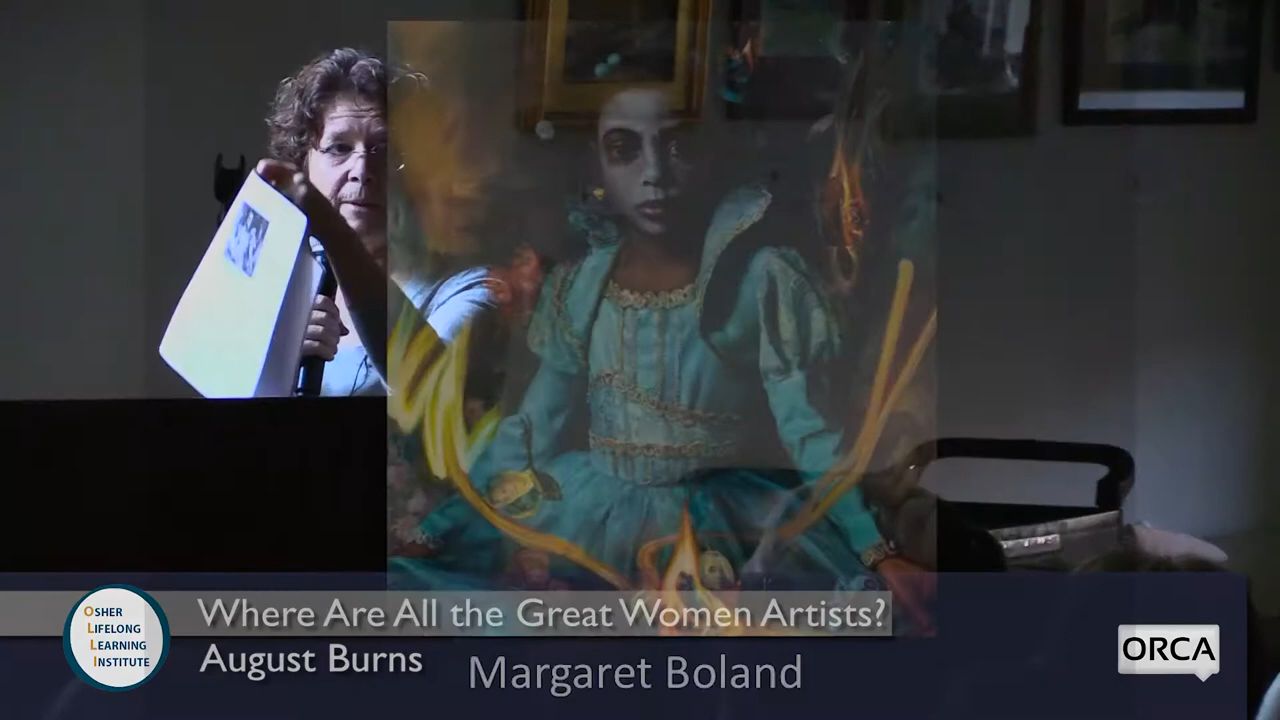 OSHER
LIFELONG
LEARNING
INSTITUTE
Where Are All the Great Women Artists?
August Burns
Margaret Boland
ORCA